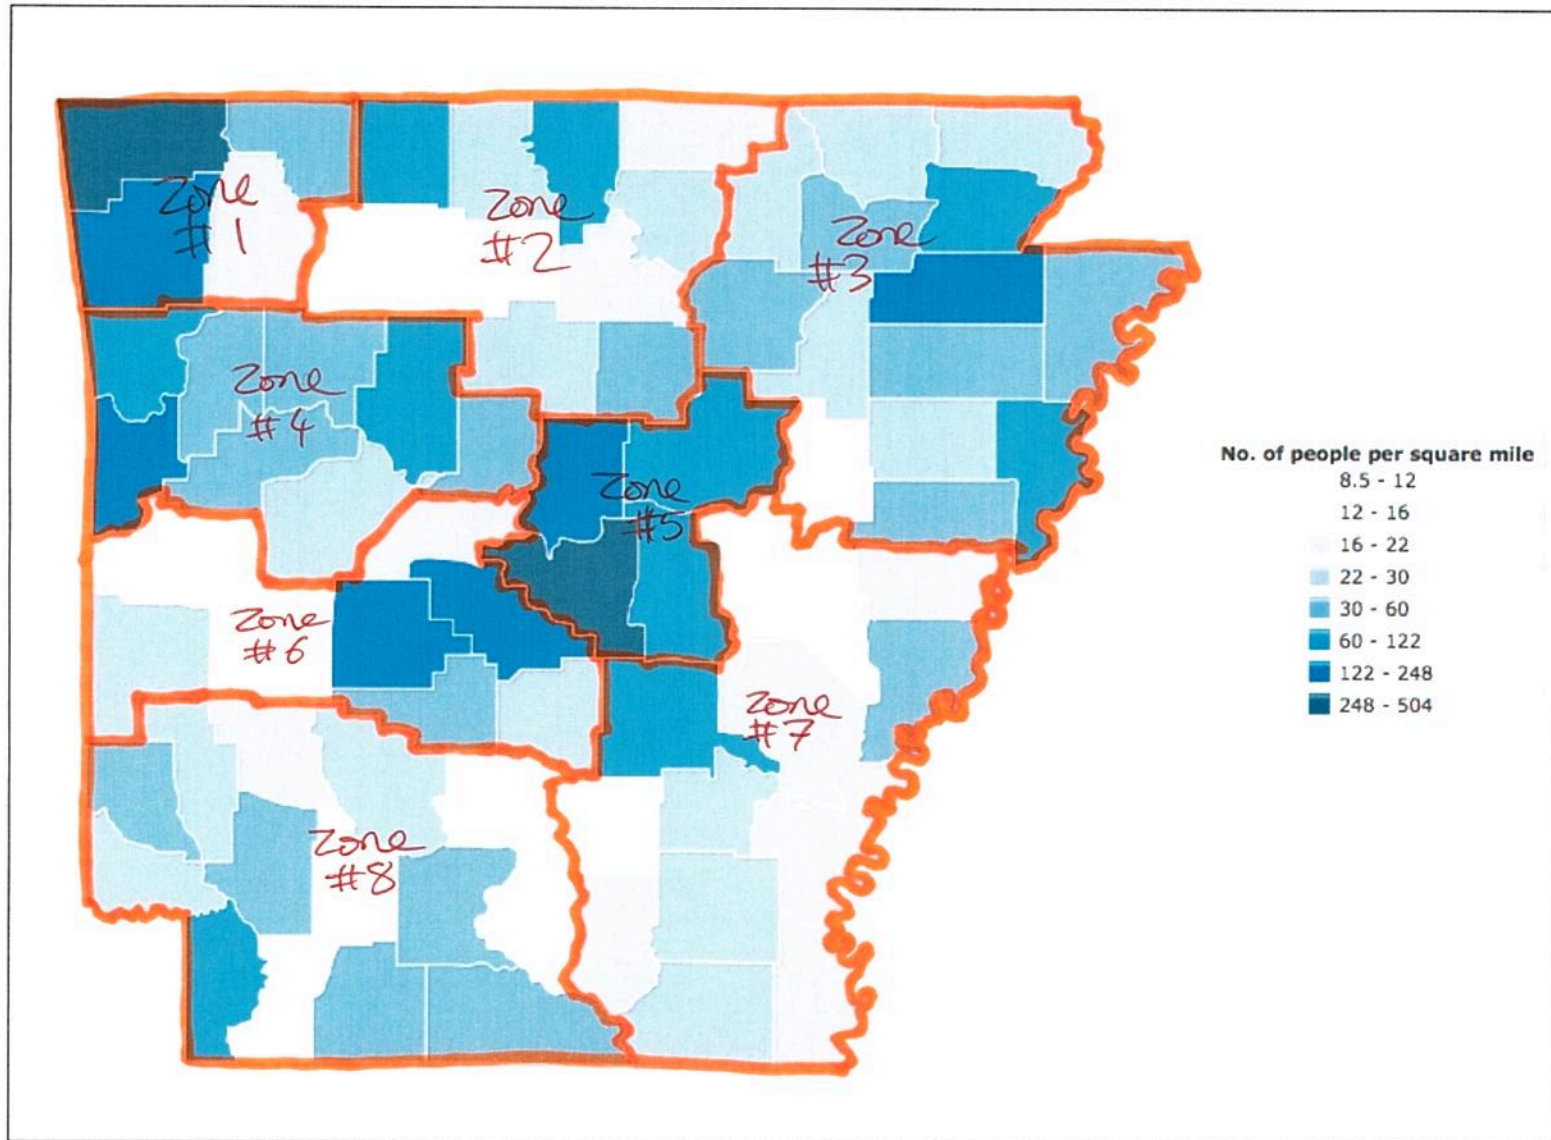 Zone
#1
Zone
#2
Zone
#3
Zone
#4
Zone
#5
Zone
#6
Zone
#7
Zone
#8
No. of people per square mile
8.5 - 12
12 - 16
16 - 22
22 - 30
30 - 60
60 - 122
122 - 248
248 - 504